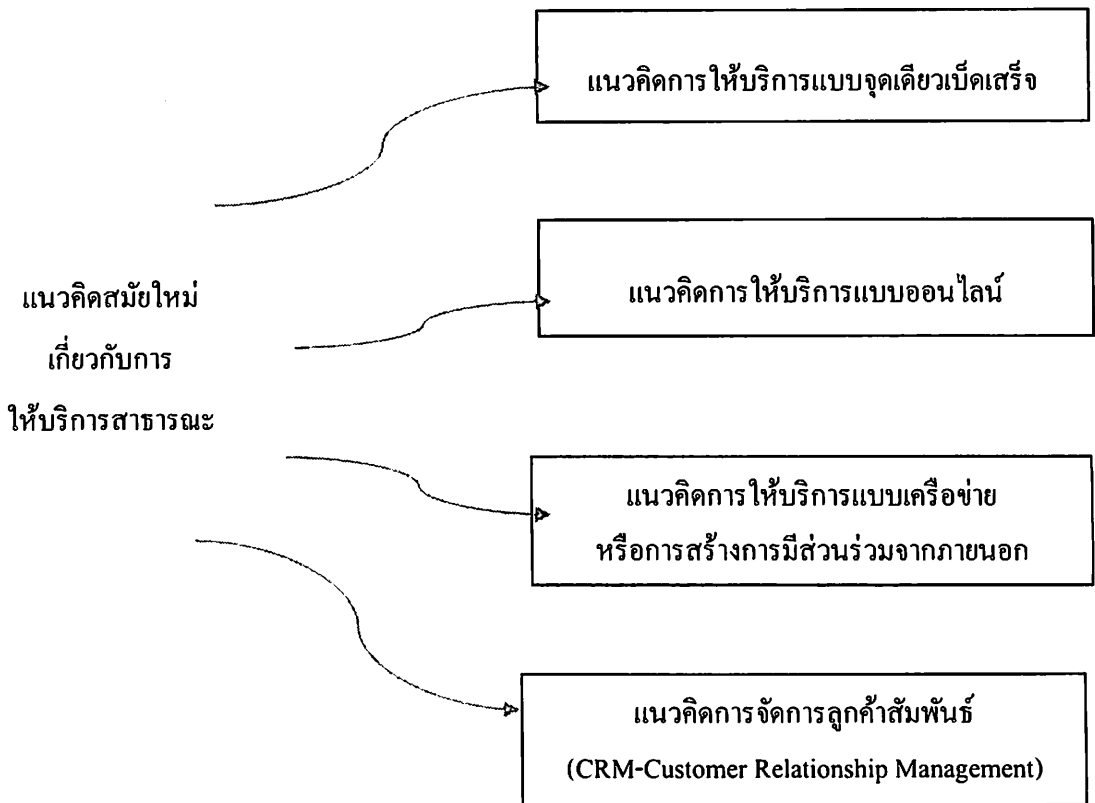 แนวคิดการให้บริการแบบจุดเดียวเบ็ดเสร็จ
แนวคิดการให้บริการแบบออนไลน์
แนวคิดสมัยใหม่
เกี่ยวกับการ
ให้บริการสาธารณะ
แนวคิดการให้บริการแบบเครือข่าย
หรือการสร้างการมีส่วนร่วมจากภายนอก
แนวคิดการจัดการลูกค้าสัมพันธ์
(CRM-Customer Relationship Management)